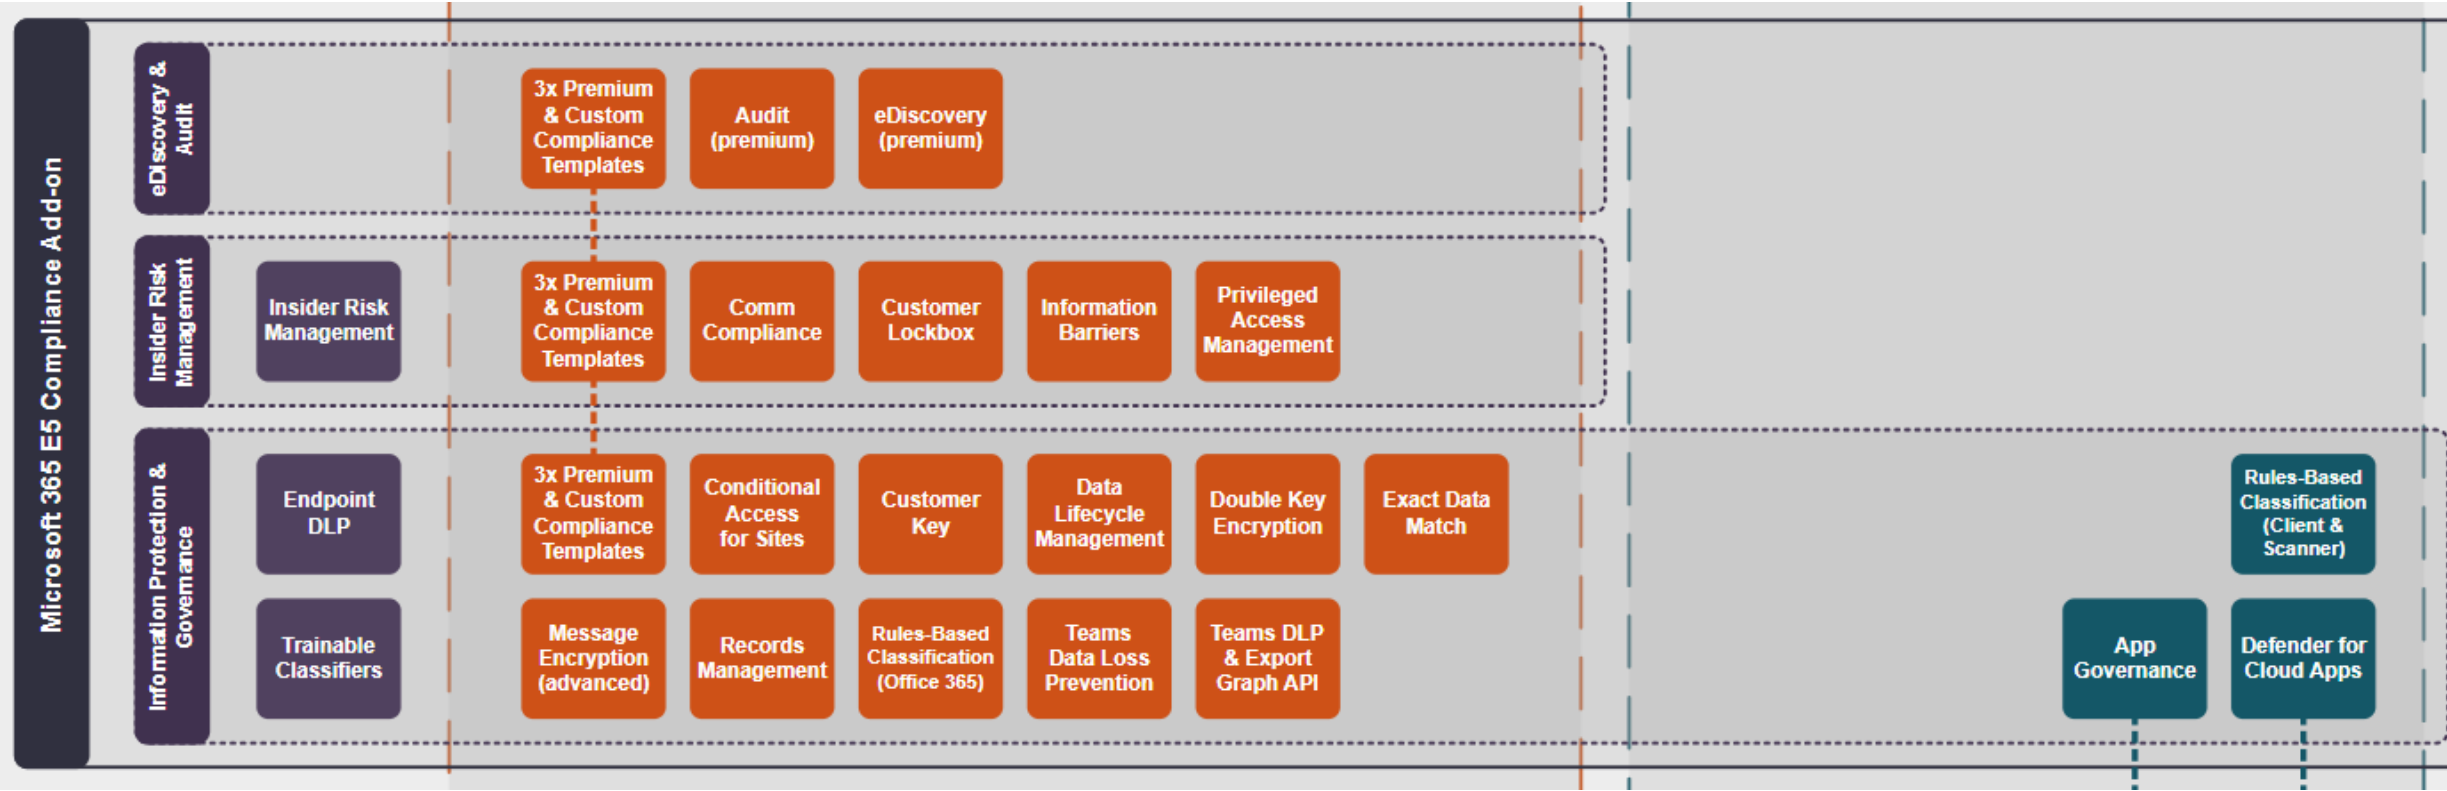 Microsoft 365 E5 Compliance Add-on
eDiscovery &
Audit
3x Premium
& Custom
Compliance
Templates
Audit
(premium)
eDiscovery
(premium)
Insider Risk
Management
Insider Risk
Management
3x Premium
& Custom
Compliance
Templates
Comm
Compliance
Customer
Lockbox
Information
Barriers
Privileged
Access
Management
Information Protection &
Governance
Endpoint
DLP
3x Premium
& Custom
Compliance
Templates
Conditional
Access
for Sites
Customer
Key
Data
Lifecycle
Management
Double Key
Encryption
Exact Data
Match
Rules-Based
Classification
(Client &
Scanner)
Trainable
Classifiers
Message
Encryption
(advanced)
Records
Management
Rules-Based
Classification
(Office 365)
Teams
Data Loss
Prevention
Teams DLP
& Export
Graph API
App
Governance
Defender for
Cloud Apps